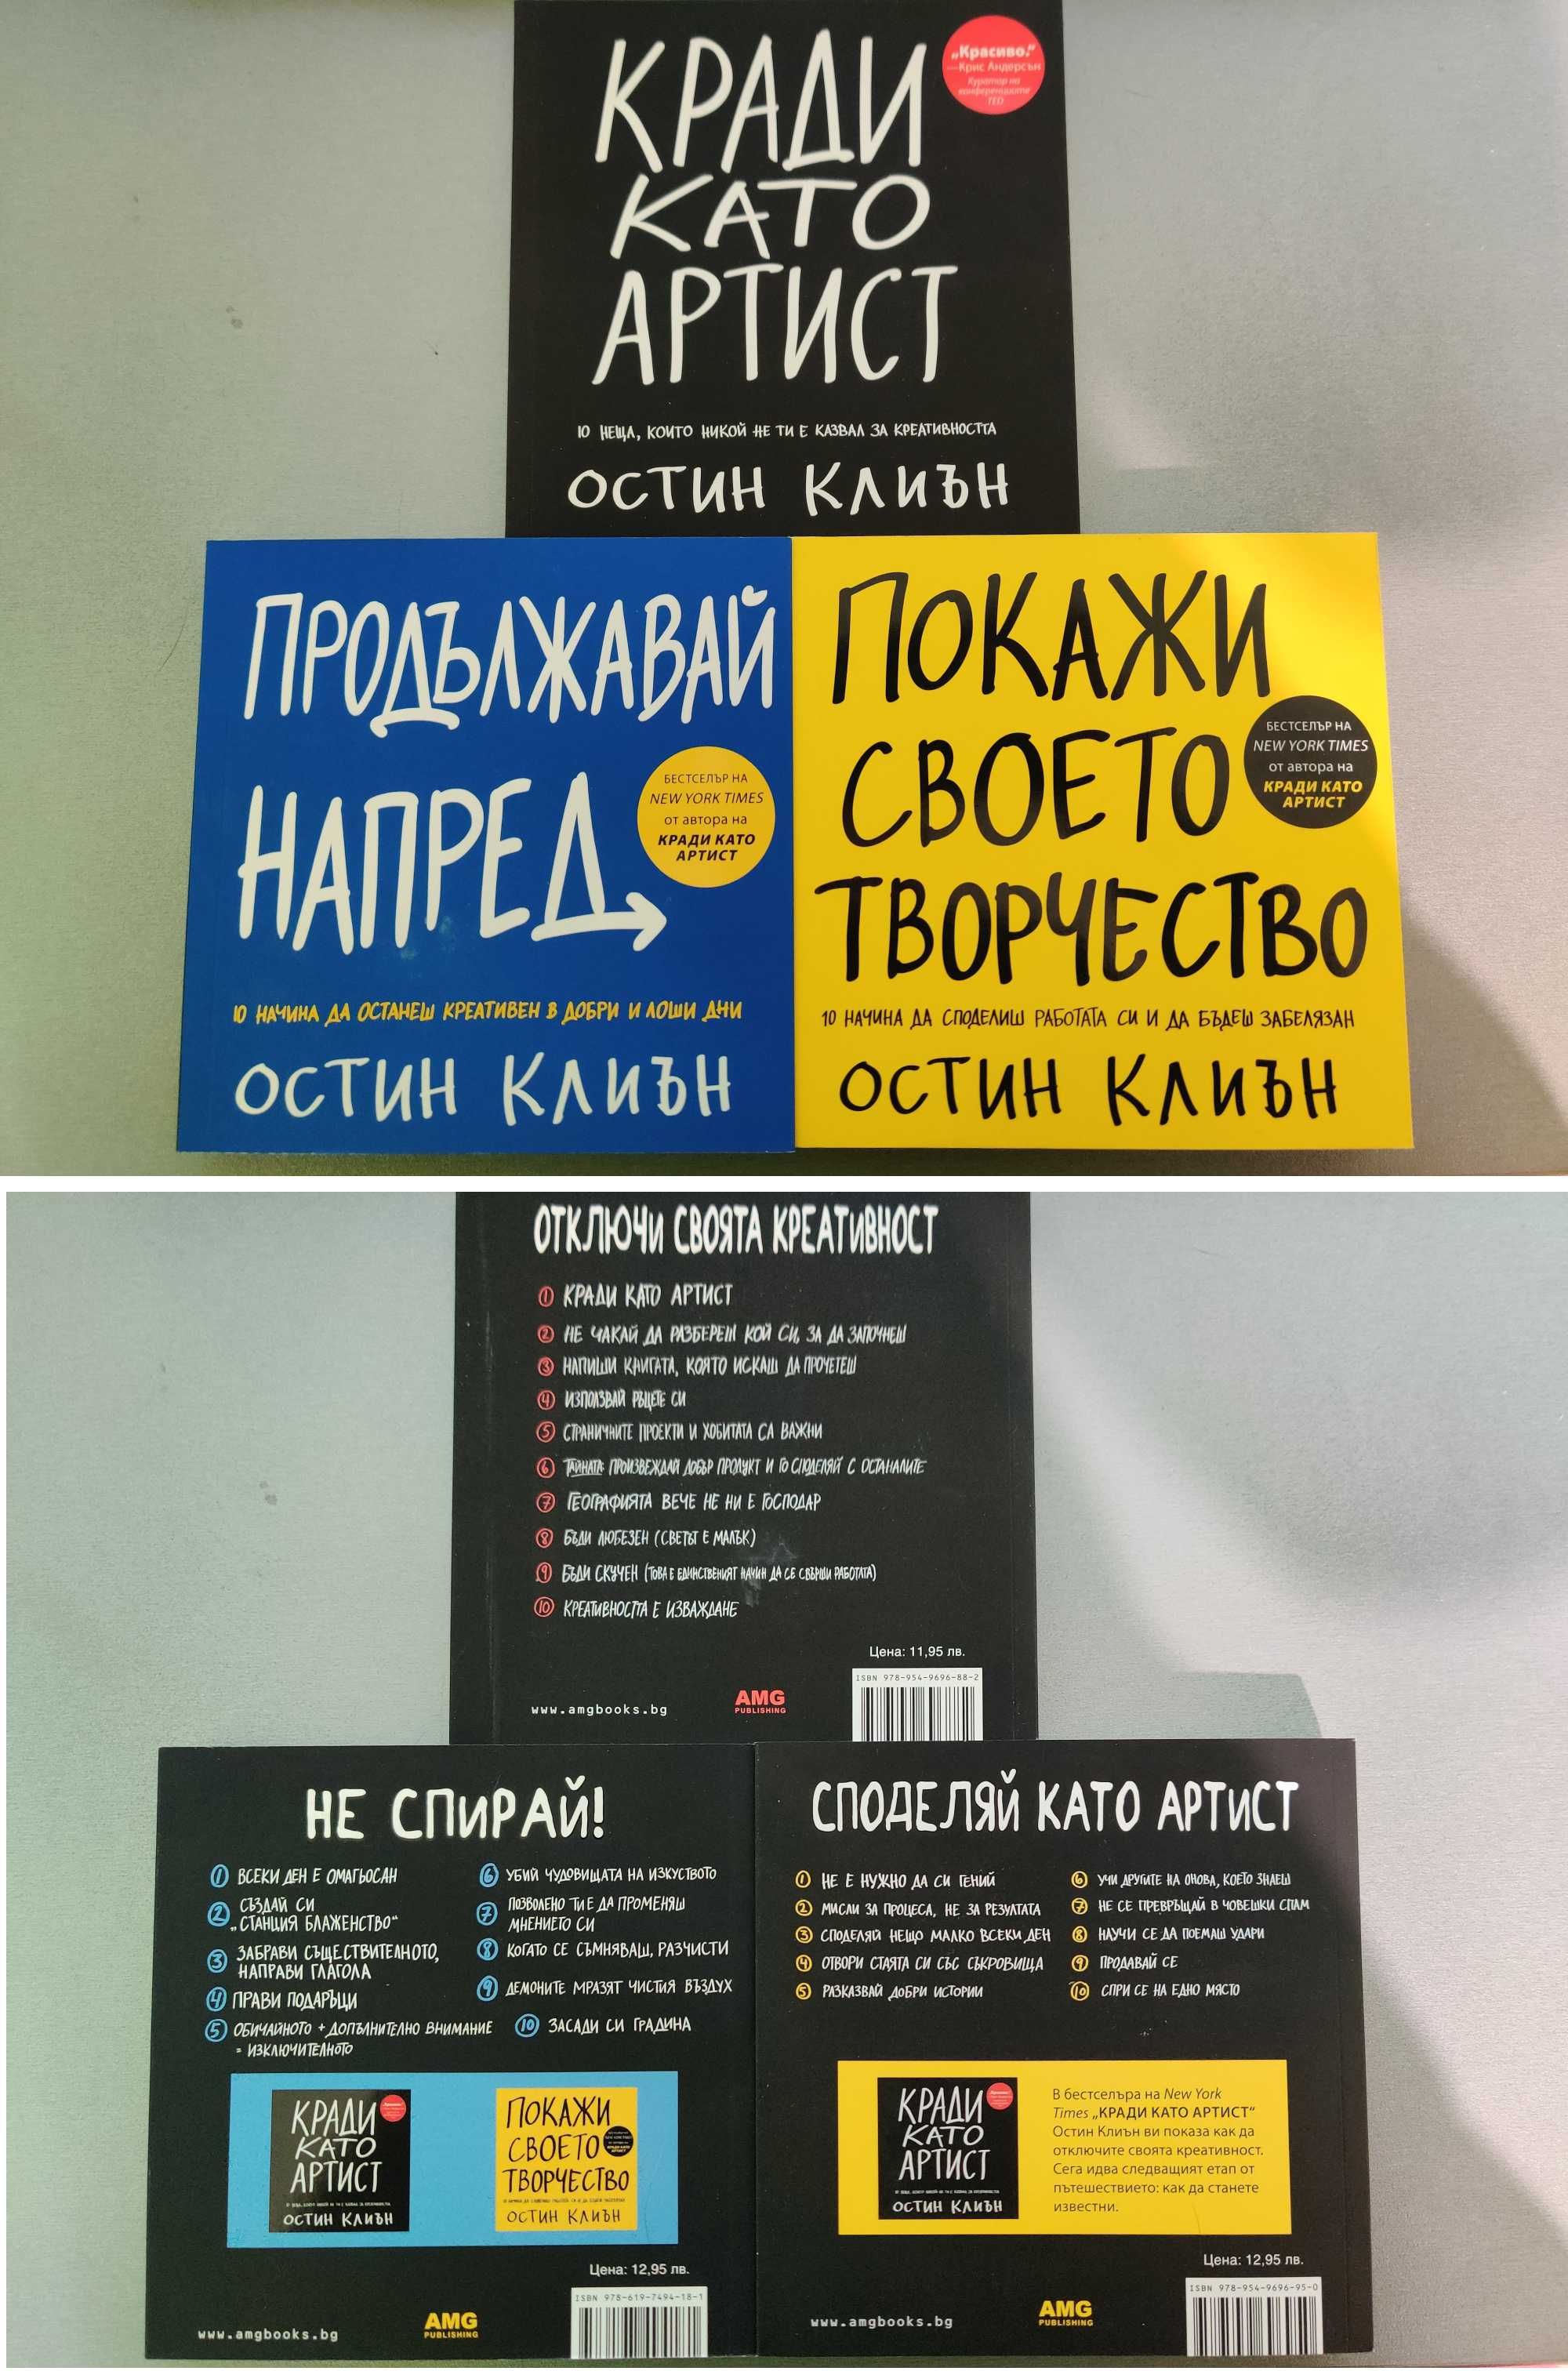 КРАДИ
КАТО
АРТИСТ
„Красиво."
—Крис Андерсън
Куратор на
конференциите
TED
10 НЕЩА, КОИТО НИКОЙ НЕ ТИ Е КАЗВАЛ ЗА КРЕАТИВНОСТТА
ОСТИН КЛИЪН
ПРОДЪЛЖАВАЙ
НАПРЕД
БЕСТСЕЛЪР НА
NEW YORK TIMES
от автора на
КРАДИ КАТО
АРТИСТ
10 НАЧИНА ДА ОСТАНЕШ КРЕАТИВЕН В ДОБРИ И ЛОШИ ДНИ
ОСТИН КЛИЪН
ПОКАЖИ
СВОЕТО
ТВОРЧЕСТВО
БЕСТСЕЛЪР НА
NEW YORK TIMES
от автора на
КРАДИ КАТО
АРТИСТ
10 НАЧИНА ДА СПОДЕЛИШ РАБОТАТА СИ И ДА БЪДЕШ ЗАБЕЛЯЗАН
ОСТИН КЛИЪН
ОТКЛЮЧИ СВОЯТА КРЕАТИВНОСТ
1 КРАДИ КАТО АРТИСТ
2 НЕ ЧАКАЙ ДА РАЗБЕРЕШ КОЙ СИ, ЗА ДА ЗАПОЧНЕШ
3 НАПИШИ КНИГАТА, КОЯТО ИСКАШ ДА ПРОЧЕТЕШ
4 ИЗПОЛЗВАЙ РЪЦЕТЕ СИ
5 СТРАНИЧНИТЕ ПРОЕКТИ И ХОБИТАТА СА ВАЖНИ
6 ТАЙНАТА: ПРОИЗВЕЖДАЙ ДОБЪР ПРОДУКТ И ГО СПОДЕЛЯЙ С ОСТАНАЛИТЕ
7 ГЕОГРАФИЯТА ВЕЧЕ НЕ НИ Е ГОСПОДАР
8 БЪДИ ЛЮБЕЗЕН (СВЕТЪТ Е МАЛЪК)
9 БЪДИ СКУЧЕН (ТОВА Е ЕДИНСТВЕНИЯТ НАЧИН ДА СЕ СВЪРШИ РАБОТАТА)
10 КРЕАТИВНОСТТА Е ИЗВАЖДАНЕ
Цена: 11,95 лв.
ISBN 978-954-9696-88-2
www.amgbooks.bg
AMG
PUBLISHING
НЕ СПИРАЙ!
1 ВСЕКИ ДЕН Е ОМАГЬОСАН
2 СЪЗДАЙ СИ
„СТАНЦИЯ БЛАЖЕНСТВО"
3 ЗАБРАВИ СЪЩЕСТВИТЕЛНОТО,
НАПРАВИ ГЛАГОЛА
4 ПРАВИ ПОДАРЪЦИ
5 ОБИЧАЙНОТО + ДОПЪЛНИТЕЛНО ВНИМАНИЕ
= ИЗКЛЮЧИТЕЛНОТО
6 УБИЙ ЧУДОВИЩАТА НА ИЗКУСТВОТО
7 ПОЗВОЛЕНО ТИ Е ДА ПРОМЕНЯШ
МНЕНИЕТО СИ
8 КОГАТО СЕ СЪМНЯВАШ, РАЗЧИСТИ
9 ДЕМОНИТЕ МРАЗЯТ ЧИСТИЯ ВЪЗДУХ
10 ЗАСАДИ СИ ГРАДИНА
КРАДИ
КАТО
АРТИСТ
ОСТИН КЛИЪН
ПОКАЖИ
СВОЕТО
ТВОРЧЕСТВО
ОСТИН КЛИЪН
Цена: 12,95 лв.
ISBN 978-619-7494-18-1
www.amgbooks.bg
AMG
PUBLISHING
СПОДЕЛЯЙ КАТО АРТИСТ
1 НЕ Е НУЖНО ДА СИ ГЕНИЙ
2 МИСЛИ ЗА ПРОЦЕСА, НЕ ЗА РЕЗУЛТАТА
3 СПОДЕЛЯЙ НЕЩО МАЛКО ВСЕКИ ДЕН
4 ОТВОРИ СТАЯТА СИ СЪС СЪКРОВИЩА
5 РАЗКАЗВАЙ ДОБРИ ИСТОРИИ
6 УЧИ ДРУГИТЕ НА ОНОВА, КОЕТО ЗНАЕШ
7 НЕ СЕ ПРЕВРЪЩАЙ В ЧОВЕШКИ СПАМ
8 НАУЧИ СЕ ДА ПОЕМАШ УДАРИ
9 ПРОДАВАЙ СЕ
10 СПРИ СЕ НА ЕДНО МЯСТО
КРАДИ
КАТО
АРТИСТ
ОСТИН КЛИЪН
В бестселъра на New York
Times „КРАДИ КАТО АРТИСТ"
Остин Клиън ви показа как да
отключите своята креативност.
Сега идва следващият етап от
пътешествието: как да станете
известни.
Цена: 12,95 лв.
ISBN 978-954-9696-95-0
www.amgbooks.bg
AMG
PUBLISHING